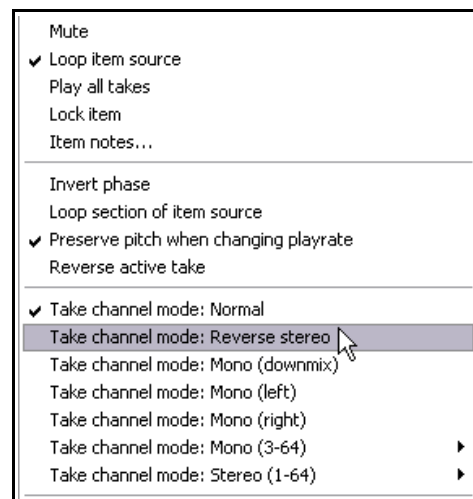 Mute
Loop item source
Play all takes
Lock item
Item notes...
Invert phase
Loop section of item source
Preserve pitch when changing playrate
Reverse active take
Take channel mode: Normal
Take channel mode: Reverse stereo
Take channel mode: Mono (downmix)
Take channel mode: Mono (left)
Take channel mode: Mono (right)
Take channel mode: Mono (3-64)
Take channel mode: Stereo (1-64)